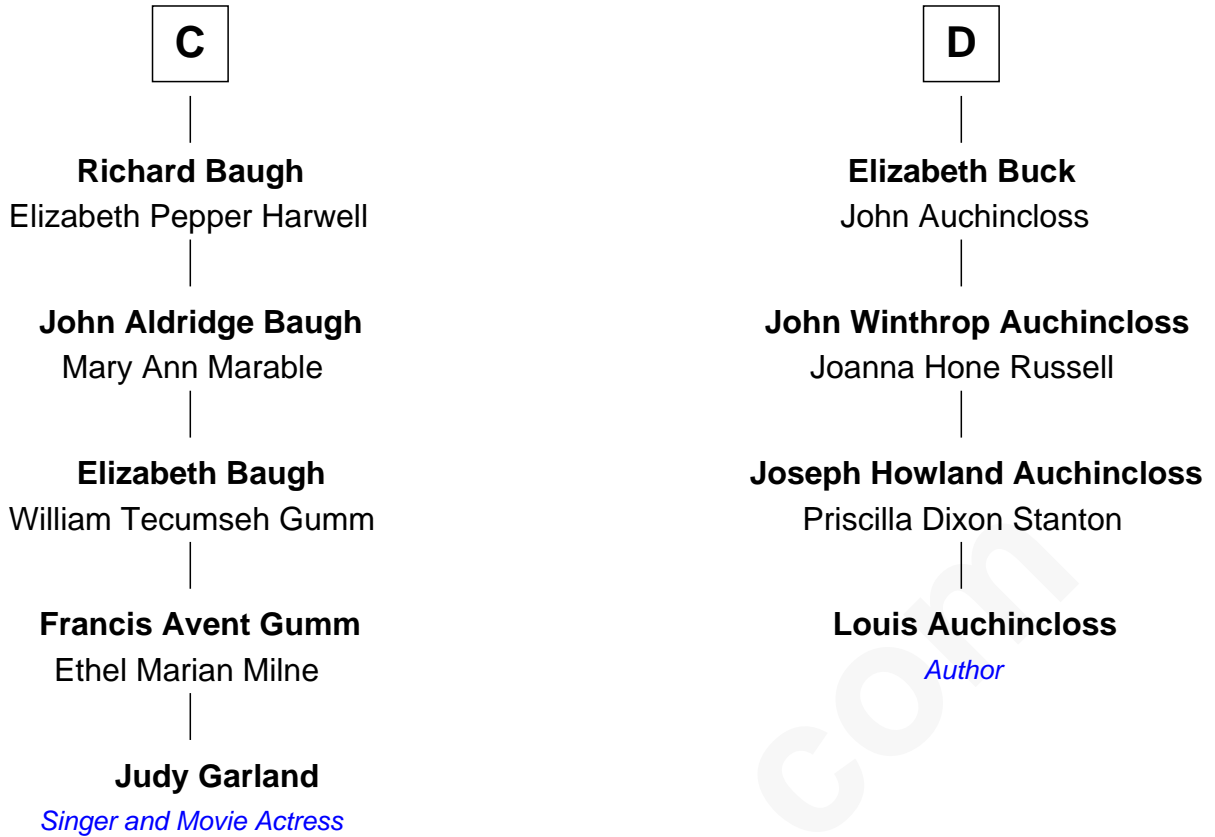 C
Richard Baugh
Elizabeth Pepper Harwell
John Aldridge Baugh
Mary Ann Marable
Elizabeth Baugh
William Tecumseh Gumm
Francis Avent Gumm
Ethel Marian Milne
Judy Garland
Singer and Movie Actress
D
Elizabeth Buck
John Auchincloss
John Winthrop Auchincloss
Joanna Hone Russell
Joseph Howland Auchincloss
Priscilla Dixon Stanton
Louis Auchincloss
Author
com